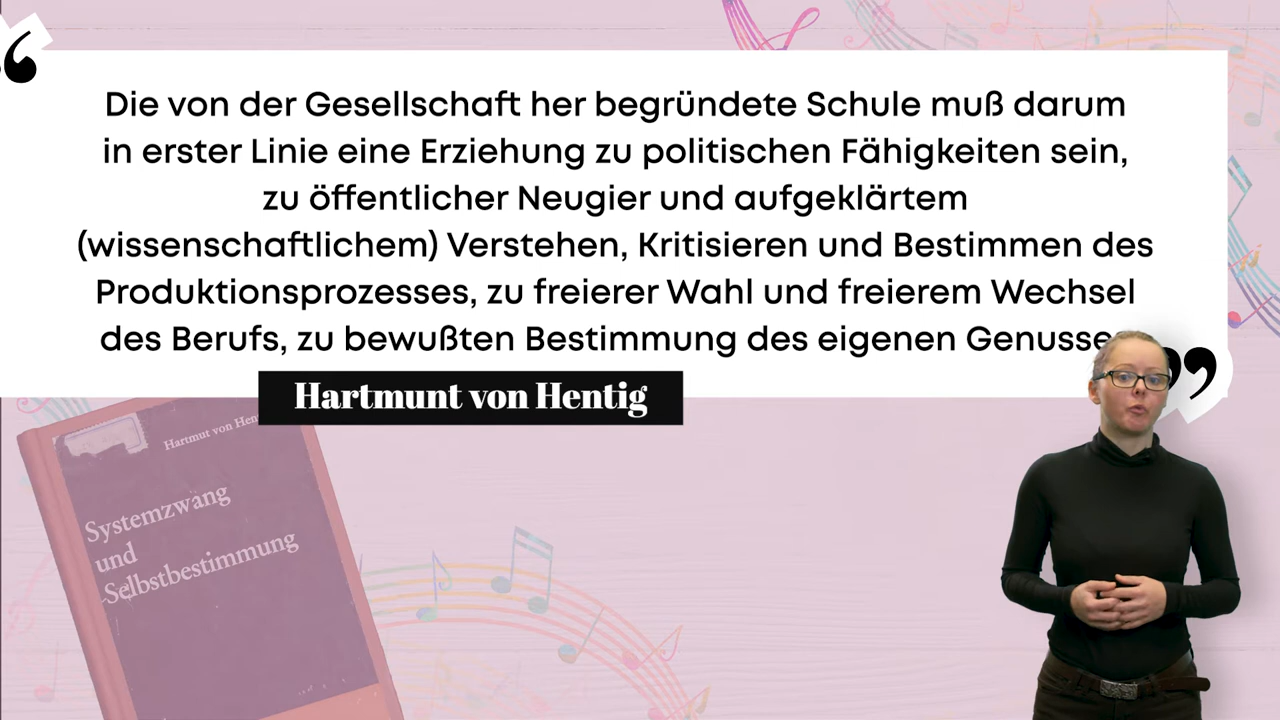 Die von der Gesellschaft her begründete Schule muß darum
in erster Linie eine Erziehung zu politischen Fähigkeiten sein,
zu öffentlicher Neugier und aufgeklärtem
(wissenschaftlichem) Verstehen, Kritisieren und Bestimmen des
Produktionsprozesses, zu freierer Wahl und freierem Wechsel
des Berufs, zu bewußten Bestimmung des eigenen
Hartmunt von Hentig
Hartmut von
Systemzwang
und
Selbstbestimmung